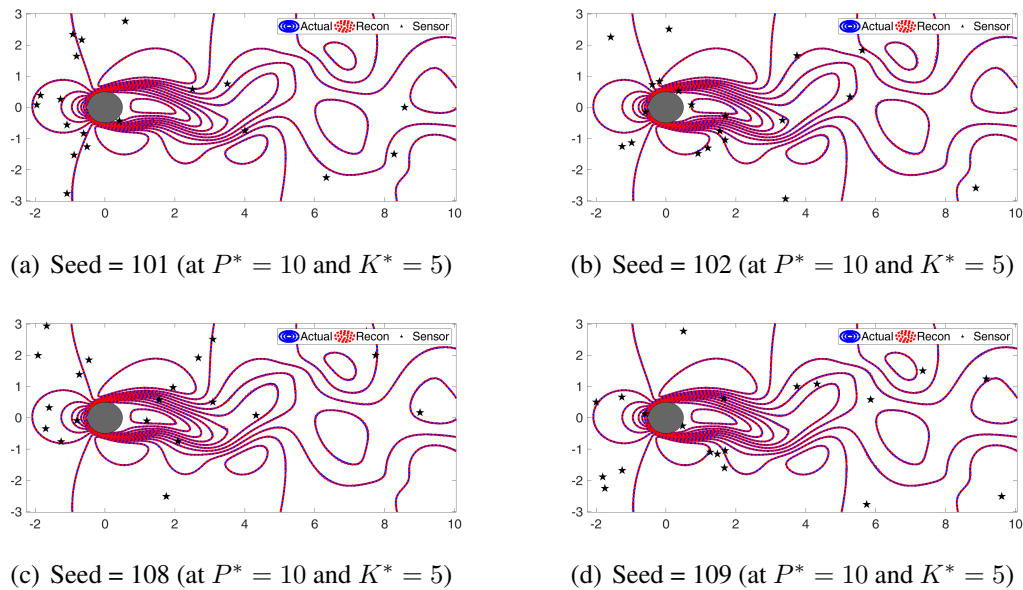 3
2
1
0
-1
-2
-3
Actual Recon Sensor
-2 0 2 4 6 8 10
(a) Seed = 101 (at P* = 10 and K* = 5)
3
2
1
0
-1
-2
-3
Actual Recon Sensor
-2 0 2 4 6 8 10
(b) Seed = 102 (at P* = 10 and K* = 5)
3
2
1
0
-1
-2
-3
Actual Recon Sensor
-2 0 2 4 6 8 10
(c) Seed = 108 (at P* = 10 and K* = 5)
3
2
1
0
-1
-2
-3
Actual Recon Sensor
-2 0 2 4 6 8 10
(d) Seed = 109 (at P* = 10 and K* = 5)